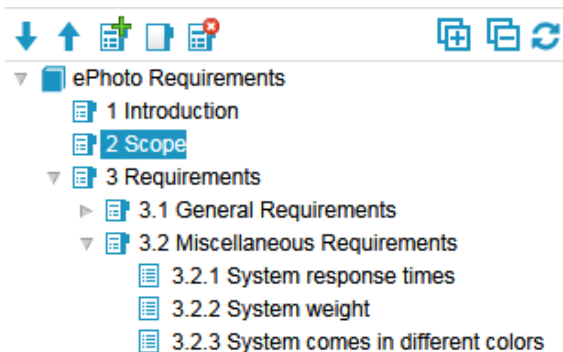 ePhoto Requirements
1 Introduction
2 Scope
3 Requirements
3.1 General Requirements
3.2 Miscellaneous Requirements
3.2.1 System response times
3.2.2 System weight
3.2.3 System comes in different colors